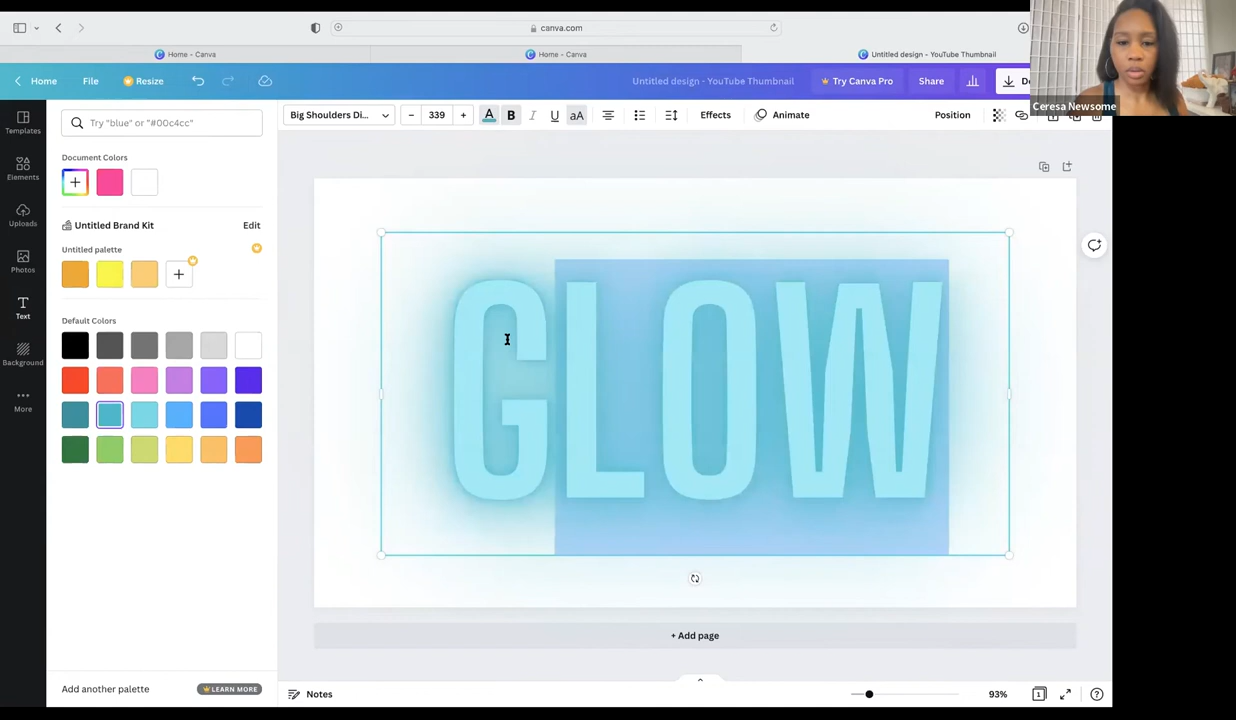 canva.com
Home - Canva
Home - Canva
Untitled design - YouTube Thumbnail
Ceresa Newsome
Home
File
Resize
Untitled design - YouTube Thumbnail
Try Canva Pro
Share
Templates
Elements
Uploads
Photos
Text
Background
More
Try "blue" or "#00c4cc"
Document Colors
Untitled Brand Kit
Edit
Untitled palette
Default Colors
Add another palette
LEARN MORE
Big Shoulders Di...
339
A
B
I
U
aA
Effects
Animate
Position
GLOW
+ Add page
Notes
93%
1